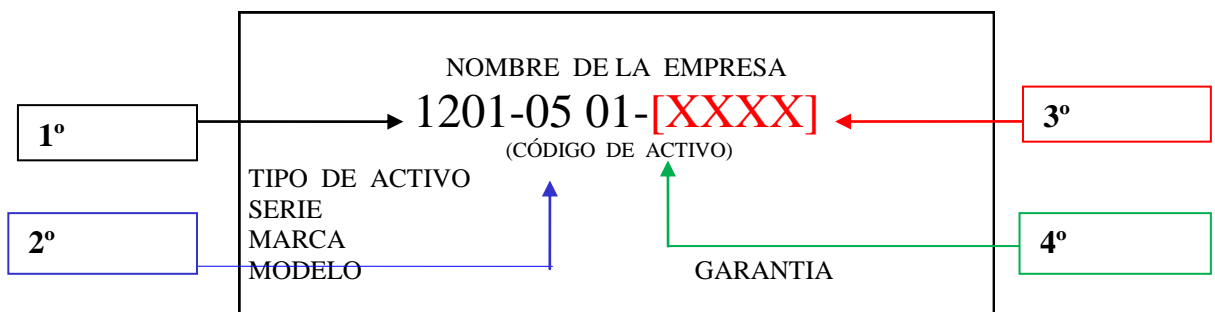 NOMBRE DE LA EMPRESA
1201-05 01-[XXXX]
(CÓDIGO DE ACTIVO)
1º
3º
TIPO DE ACTIVO
SERIE
MARCA
2º
4º
MODELO GARANTIA